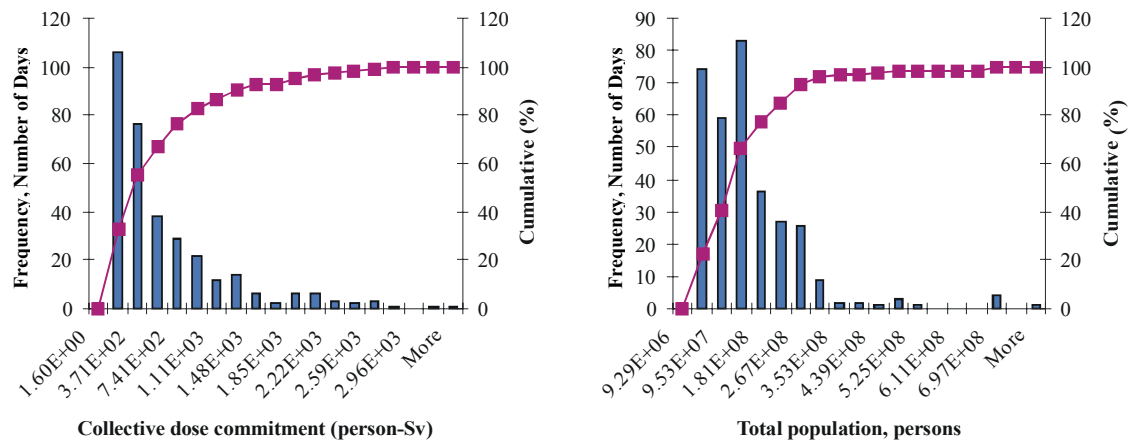 Frequency, Number of Days
120
100
80
60
40
20
0
120
100
80
60
40
20
0
Cumulative (%)
1.60E+00
3.71E+02
7.41E+02
1.11E+03
1.48E+03
1.85E+03
2.22E+03
2.59E+03
2.96E+03
More
Collective dose commitment (person-Sv)
Frequency, Number of Days
90
80
70
60
50
40
30
20
10
0
120
100
80
60
40
20
0
Cumulative (%)
9.29E+06
9.53E+07
1.81E+08
2.67E+08
3.53E+08
4.39E+08
5.25E+08
6.11E+08
6.97E+08
More
Total population, persons